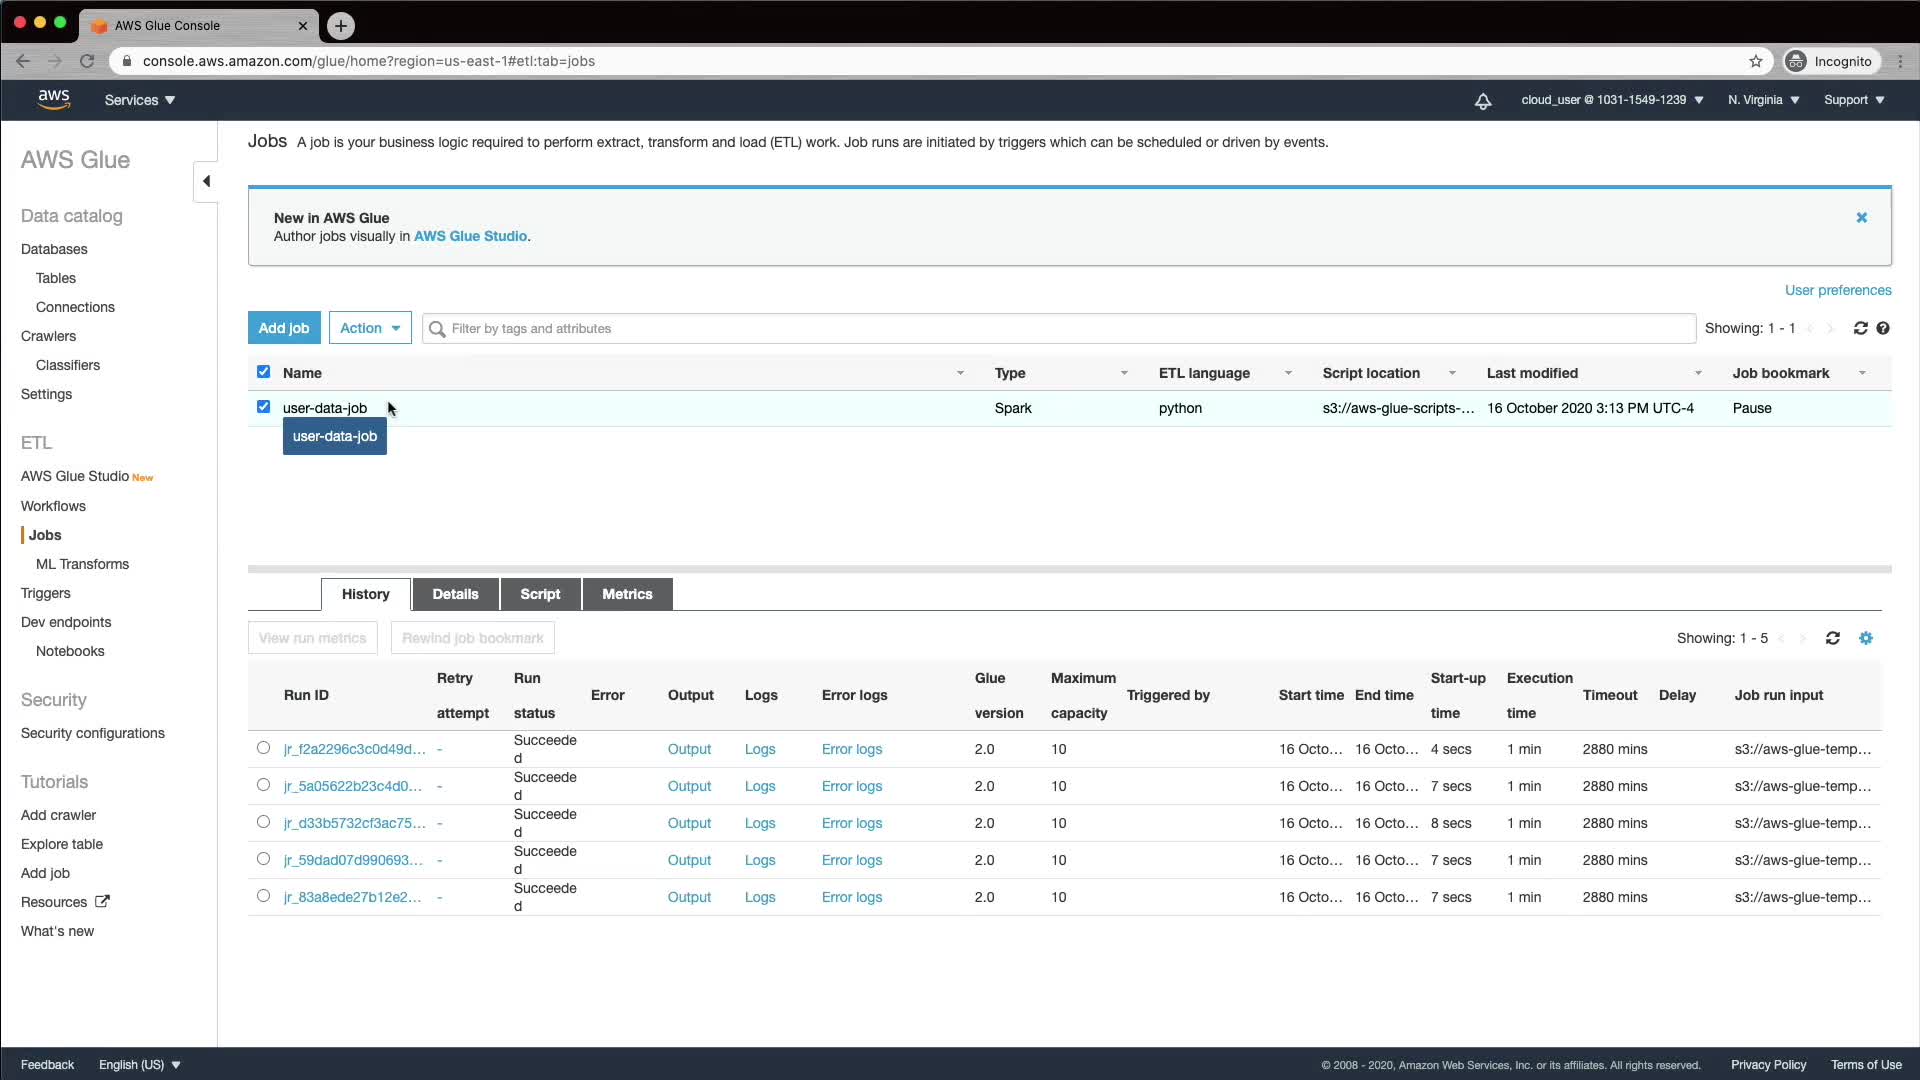 AWS Glue Console
console.aws.amazon.com/glue/home?region=us-east-1#etl:tab=jobs
Incognito
aws
Services
cloud_user @ 1031-1549-1239
N. Virginia
Support
AWS Glue
Data catalog
Databases
Tables
Connections
Crawlers
Classifiers
Settings
ETL
AWS Glue Studio New
Workflows
Jobs
ML Transforms
Triggers
Dev endpoints
Notebooks
Security
Security configurations
Tutorials
Add crawler
Explore table
Add job
Resources
What's new
Jobs A job is your business logic required to perform extract, transform and load (ETL) work. Job runs are initiated by triggers which can be scheduled or driven by events.
New in AWS Glue
Author jobs visually in AWS Glue Studio.
User preferences
Add job
Action
Filter by tags and attributes
Showing: 1 - 1
Name Type ETL language Script location Last modified Job bookmark
user-data-job Spark python s3://aws-glue-scripts-... 16 October 2020 3:13 PM UTC-4 Pause
user-data-job
History Details Script Metrics
View run metrics Rewind job bookmark Showing: 1 - 5
Run ID Retry attempt Run status Error Output Logs Error logs Glue version Maximum capacity Triggered by Start time End time Start-up time Execution time Timeout Delay Job run input
jr_f2a2296c3c0d49d... - Succeeded Output Logs Error logs 2.0 10 16 Octo... 16 Octo... 4 secs 1 min 2880 mins s3://aws-glue-temp...
jr_5a05622b23c4d0... - Succeeded Output Logs Error logs 2.0 10 16 Octo... 16 Octo... 7 secs 1 min 2880 mins s3://aws-glue-temp...
jr_d33b5732cf3ac75... - Succeeded Output Logs Error logs 2.0 10 16 Octo... 16 Octo... 8 secs 1 min 2880 mins s3://aws-glue-temp...
jr_59dad07d990693... - Succeeded Output Logs Error logs 2.0 10 16 Octo... 16 Octo... 7 secs 1 min 2880 mins s3://aws-glue-temp...
jr_83a8ede27b12e2... - Succeeded Output Logs Error logs 2.0 10 16 Octo... 16 Octo... 7 secs 1 min 2880 mins s3://aws-glue-temp...
Feedback
English (US)
© 2008 - 2020, Amazon Web Services, Inc. or its affiliates. All rights reserved.
Privacy Policy
Terms of Use